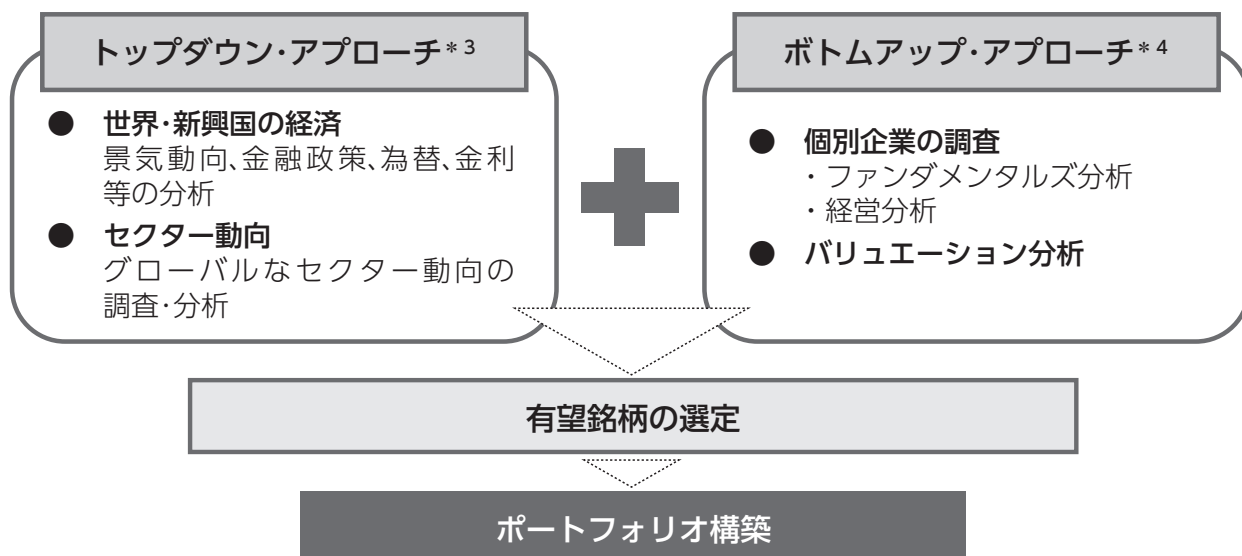 トップダウン・アプローチ＊3
● 世界・新興国の経済
景気動向、金融政策、為替、金利
等の分析
● セクター動向
グローバルなセクター動向の
調査・分析
ボトムアップ・アプローチ＊4
● 個別企業の調査
・ファンダメンタルズ分析
・経営分析
● バリュエーション分析
有望銘柄の選定
ポートフォリオ構築